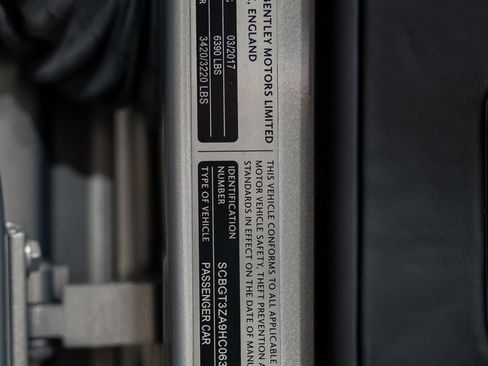 BENTLEY MOTORS LIMITED
, ENGLAND
03/2017
6390 LBS
3420/3220 LBS
THIS VEHICLE CONFORMS TO ALL APPLICABLE
MOTOR VEHICLE SAFETY, THEFT PREVENTION A
STANDARDS IN EFFECT ON THE DATE OF MANU
IDENTIFICATION
NUMBER SCBGT3ZA9HC063
TYPE OF VEHICLE PASSENGER CAR